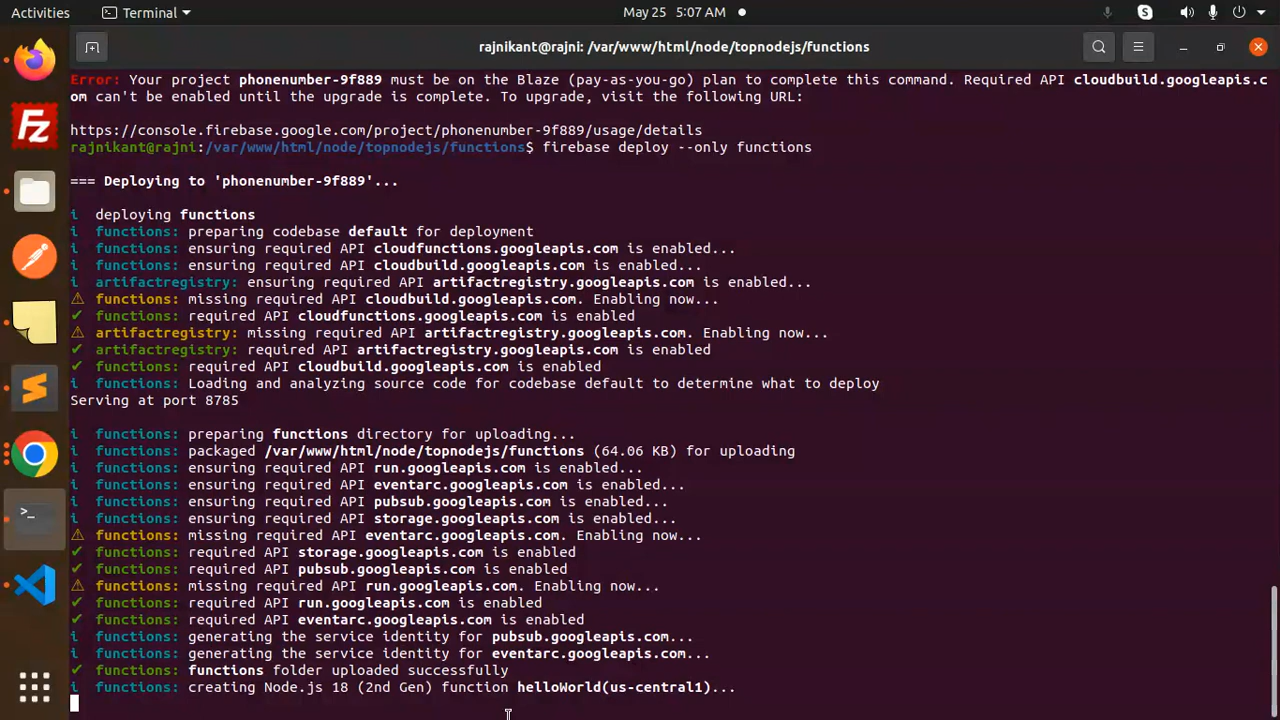 Activities
Terminal
May 25 5:07 AM
rajnikant@rajni: /var/www/html/node/topnodejs/functions
Error: Your project phonenumber-9f889 must be on the Blaze (pay-as-you-go) plan to complete this command. Required API cloudbuild.googleapis.c
om can't be enabled until the upgrade is complete. To upgrade, visit the following URL:
https://console.firebase.google.com/project/phonenumber-9f889/usage/details
rajnikant@rajni:/var/www/html/node/topnodejs/functions$ firebase deploy --only functions
=== Deploying to 'phonenumber-9f889'...
i deploying functions
i functions: preparing codebase default for deployment
i functions: ensuring required API cloudfunctions.googleapis.com is enabled...
i functions: ensuring required API cloudbuild.googleapis.com is enabled...
i artifactregistry: ensuring required API artifactregistry.googleapis.com is enabled...
⚠ functions: missing required API cloudbuild.googleapis.com. Enabling now...
✔ functions: required API cloudfunctions.googleapis.com is enabled
⚠ artifactregistry: missing required API artifactregistry.googleapis.com. Enabling now...
✔ artifactregistry: required API artifactregistry.googleapis.com is enabled
✔ functions: required API cloudbuild.googleapis.com is enabled
i functions: Loading and analyzing source code for codebase default to determine what to deploy
Serving at port 8785
i functions: preparing functions directory for uploading...
i functions: packaged /var/www/html/node/topnodejs/functions (64.06 KB) for uploading
i functions: ensuring required API run.googleapis.com is enabled...
i functions: ensuring required API eventarc.googleapis.com is enabled...
i functions: ensuring required API pubsub.googleapis.com is enabled...
i functions: ensuring required API storage.googleapis.com is enabled...
⚠ functions: missing required API eventarc.googleapis.com. Enabling now...
✔ functions: required API storage.googleapis.com is enabled
✔ functions: required API pubsub.googleapis.com is enabled
⚠ functions: missing required API run.googleapis.com. Enabling now...
✔ functions: required API run.googleapis.com is enabled
✔ functions: required API eventarc.googleapis.com is enabled
i functions: generating the service identity for pubsub.googleapis.com...
i functions: generating the service identity for eventarc.googleapis.com...
✔ functions: functions folder uploaded successfully
i functions: creating Node.js 18 (2nd Gen) function helloWorld(us-central1)...